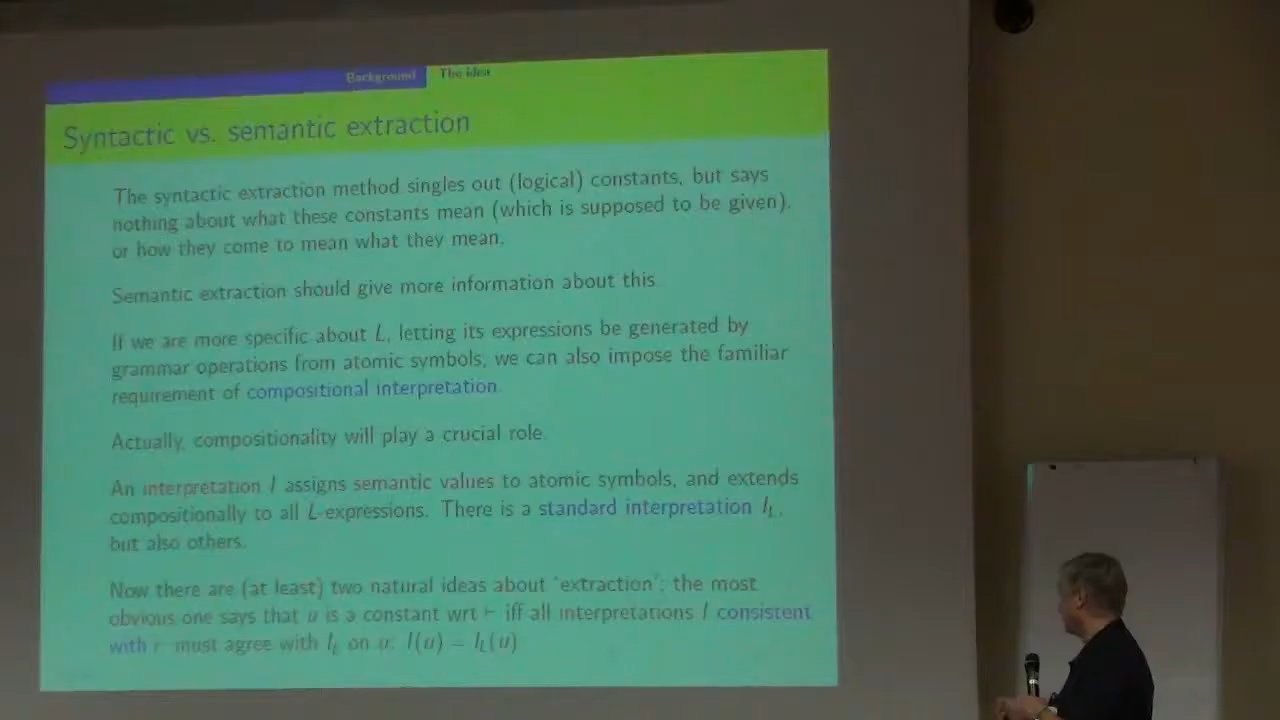 Background The idea
Syntactic vs. semantic extraction
The syntactic extraction method singles out (logical) constants, but says
nothing about what these constants mean (which is supposed to be given),
or how they come to mean what they mean.
Semantic extraction should give more information about this.
If we are more specific about L, letting its expressions be generated by
grammar operations from atomic symbols, we can also impose the familiar
requirement of compositional interpretation.
Actually, compositionality will play a crucial role.
An interpretation I assigns semantic values to atomic symbols, and extends
compositionally to all L-expressions. There is a standard interpretation I_L,
but also others.
Now there are (at least) two natural ideas about 'extraction': the most
obvious one says that u is a constant wrt ⊢ iff all interpretations I consistent
with ⊢ must agree with I_L on u: I(u) = I_L(u)